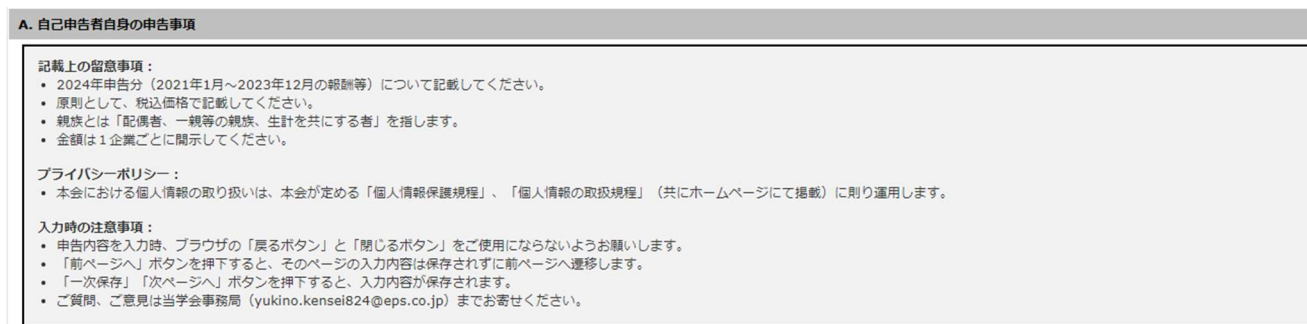 A. 自己申告者自身の申告事項
記載上の留意事項：
• 2024年申告分（2021年1月～2023年12月の報酬等）について記載してください。
• 原則として、税込価格で記載してください。
• 親族とは「配偶者、一親等の親族、生計を共にする者」を指します。
• 金額は１企業ごとに開示してください。
プライバシーポリシー：
• 本会における個人情報の取り扱いは、本会が定める「個人情報保護規程」、「個人情報の取扱規程」（共にホームページにて掲載）に則り運用します。
入力時の注意事項：
• 申告内容を入力時、ブラウザの「戻るボタン」と「閉じるボタン」をご使用にならないようお願いします。
• 「前ページへ」ボタンを押下すると、そのページの入力内容は保存されずに前ページへ遷移します。
• 「一次保存」「次ページへ」ボタンを押下すると、入力内容が保存されます。
• ご質問、ご意見は当学会事務局（yukino.kensei824@eps.co.jp）までお寄せください。